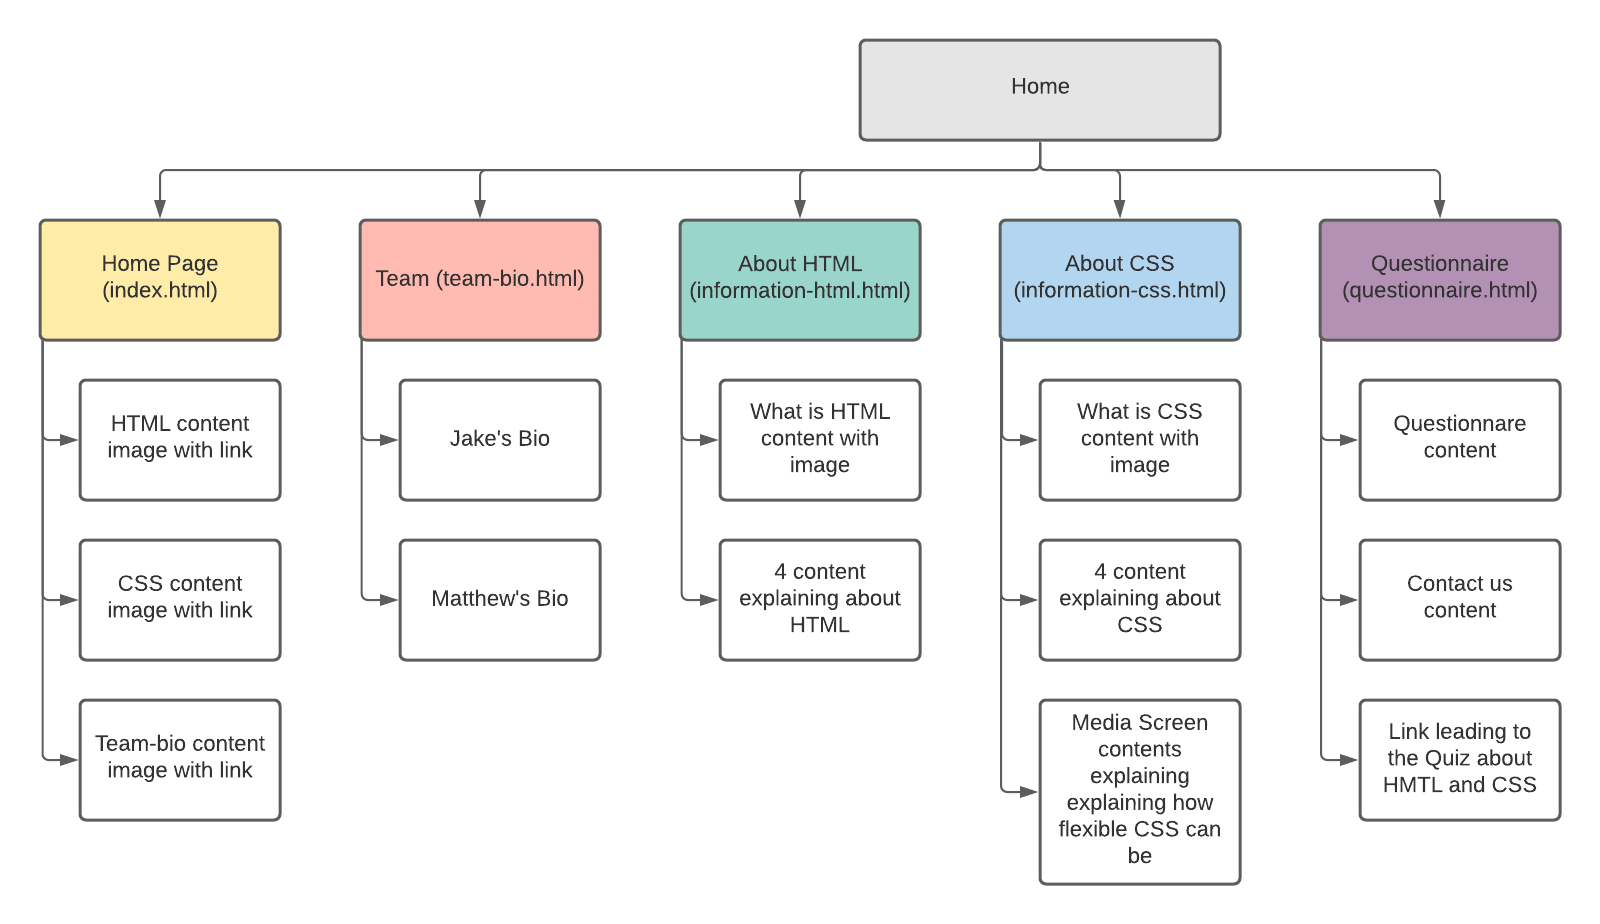 Home
Home Page
(index.html)
Team (team-bio.html)
About HTML
(information-html.html)
About CSS
(information-css.html)
Questionnaire
(questionnaire.html)
HTML content
image with link
Jake's Bio
What is HTML
content with
image
What is CSS
content with
image
Questionnare
content
CSS content
image with link
Matthew's Bio
4 content
explaining about
HTML
4 content
explaining about
CSS
Contact us
content
Team-bio content
image with link
Media Screen
contents
explaining
explaining how
flexible CSS can
be
Link leading to
the Quiz about
HMTL and CSS